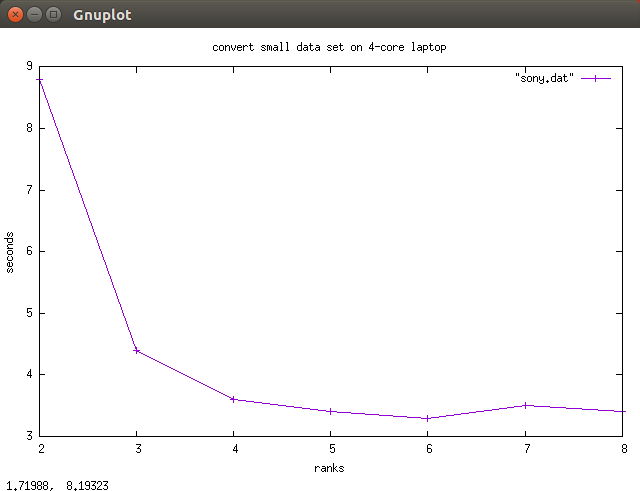 Gnuplot
convert small data set on 4-core laptop
"sony.dat"
9
8
7
6
5
4
3
seconds
2 3 4 5 6 7 8
ranks
1.71988, 8.19323